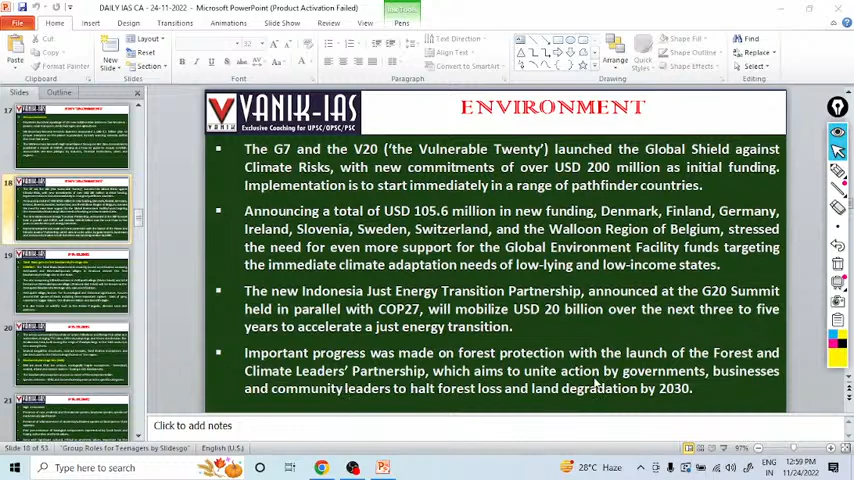 DAILY IAS CA - 24-11-2022 - Microsoft PowerPoint (Product Activation Failed)
Ink Tools
File Home Insert Design Transitions Animations Slide Show Review View Pens
Paste Cut Copy Format Painter Clipboard
New Slide Layout Reset Section Slides
Font
Paragraph
Text Direction Align Text Convert to SmartArt
Arrange Quick Styles Shape Fill Shape Outline Shape Effects Drawing
Find Replace Select Editing
Slides Outline
17
18
19
20
21
VANIK-IAS
Exclusive Coaching for UPSC/OPSC/PSC
ENVIRONMENT
The G7 and the V20 ('the Vulnerable Twenty') launched the Global Shield against
Climate Risks, with new commitments of over USD 200 million as initial funding.
Implementation is to start immediately in a range of pathfinder countries.
Announcing a total of USD 105.6 million in new funding, Denmark, Finland, Germany,
Ireland, Slovenia, Sweden, Switzerland, and the Walloon Region of Belgium, stressed
the need for even more support for the Global Environment Facility funds targeting
the immediate climate adaptation needs of low-lying and low-income states.
The new Indonesia Just Energy Transition Partnership, announced at the G20 Summit
held in parallel with COP27, will mobilize USD 20 billion over the next three to five
years to accelerate a just energy transition.
Important progress was made on forest protection with the launch of the Forest and
Climate Leaders' Partnership, which aims to unite action by governments, businesses
and community leaders to halt forest loss and land degradation by 2030.
Click to add notes
Slide 18 of 53 "Group Roles for Teenagers by Slidesgo" English (U.S.) 97%
Type here to search
28°C Haze
ENG
IN
12:59 PM
11/24/2022